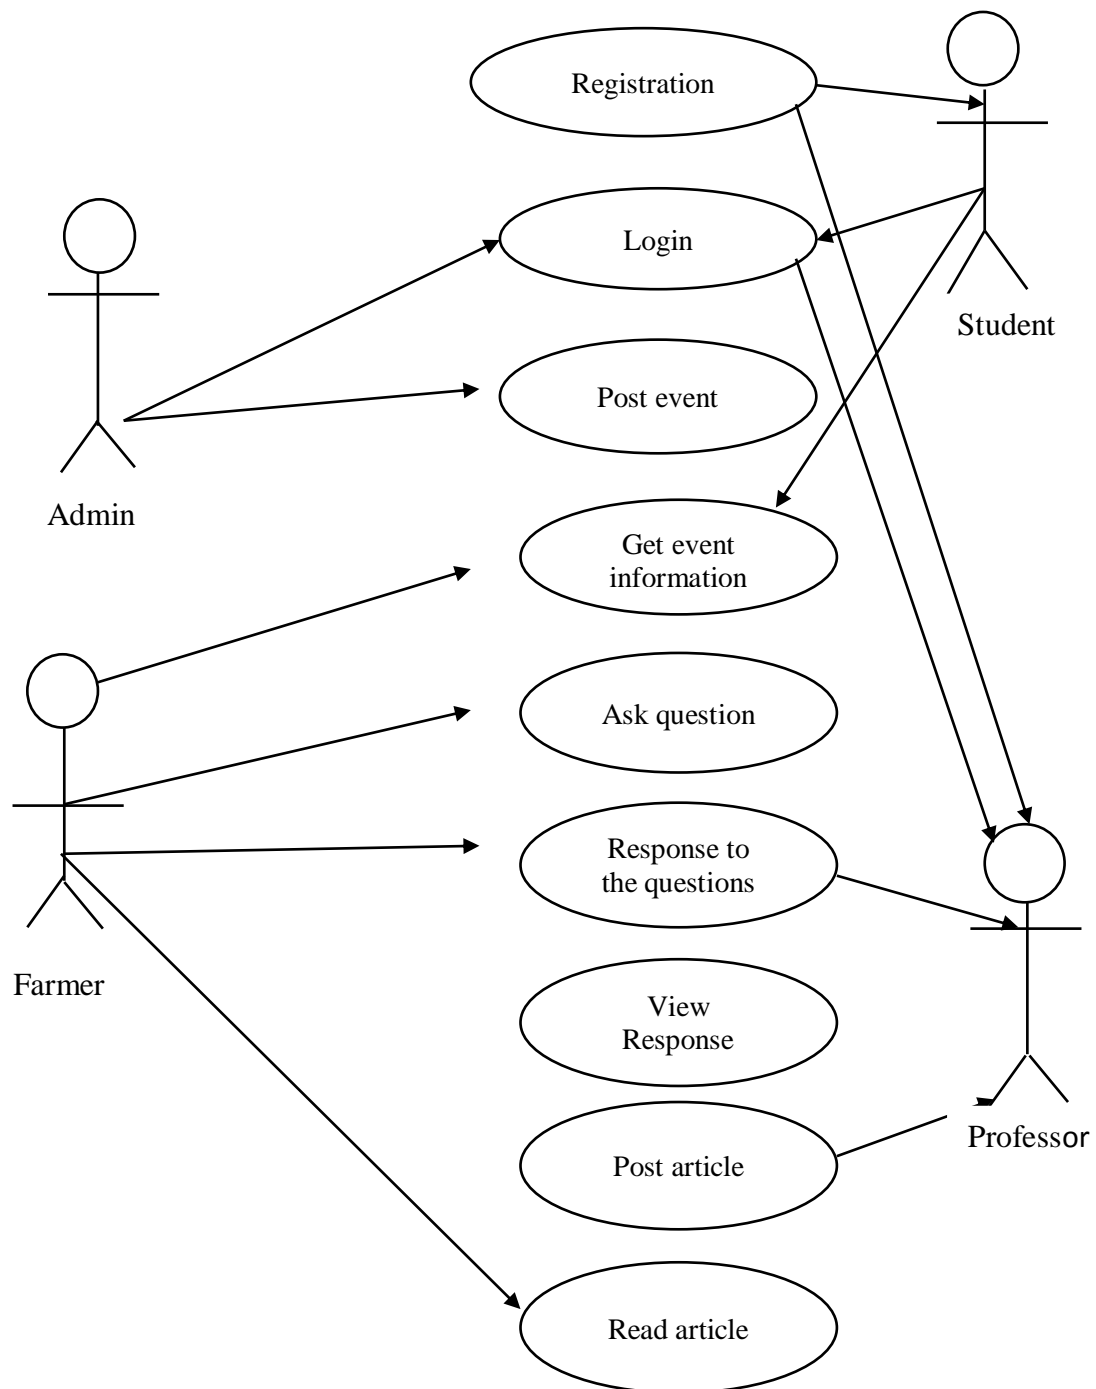 Registration
Login
Student
Post event
Admin
Get event
information
Ask question
Response to
the questions
Farmer
View
Response
Professor
Post article
Read article